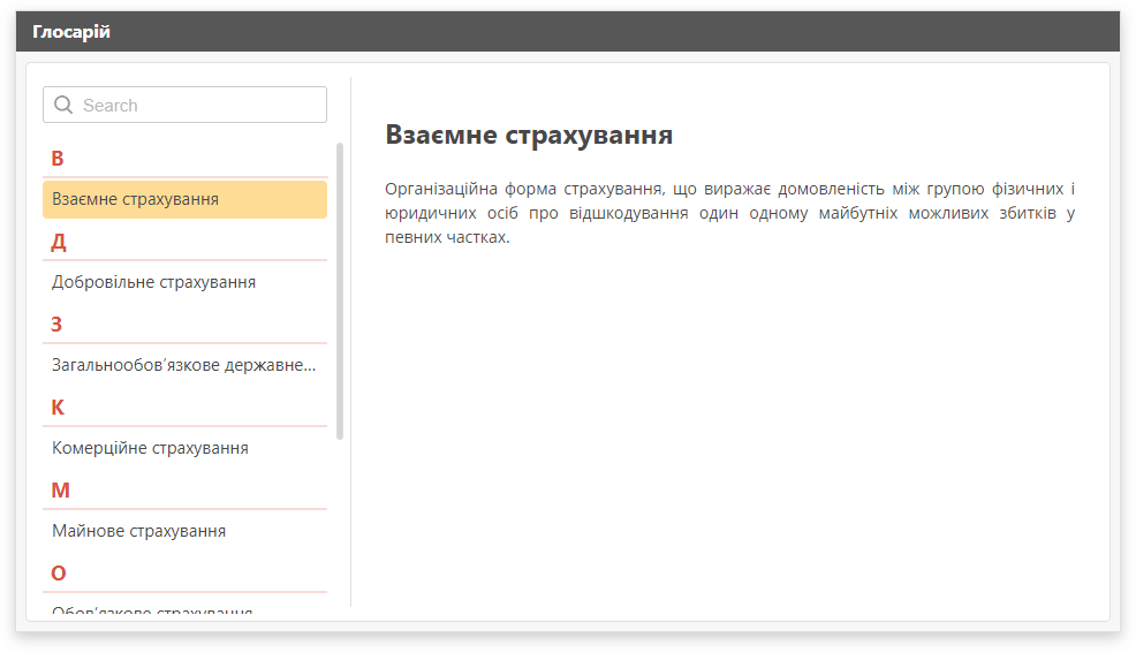 Глосарій
Search
В
Взаємне страхування
Д
Добровільне страхування
З
Загальнообов’язкове державне...
К
Комерційне страхування
М
Майнове страхування
О
Обов’язкове страхування
Взаємне страхування
Організаційна форма страхування, що виражає домовленість між групою фізичних і
юридичних осіб про відшкодування один одному майбутніх можливих збитків у
певних частках.